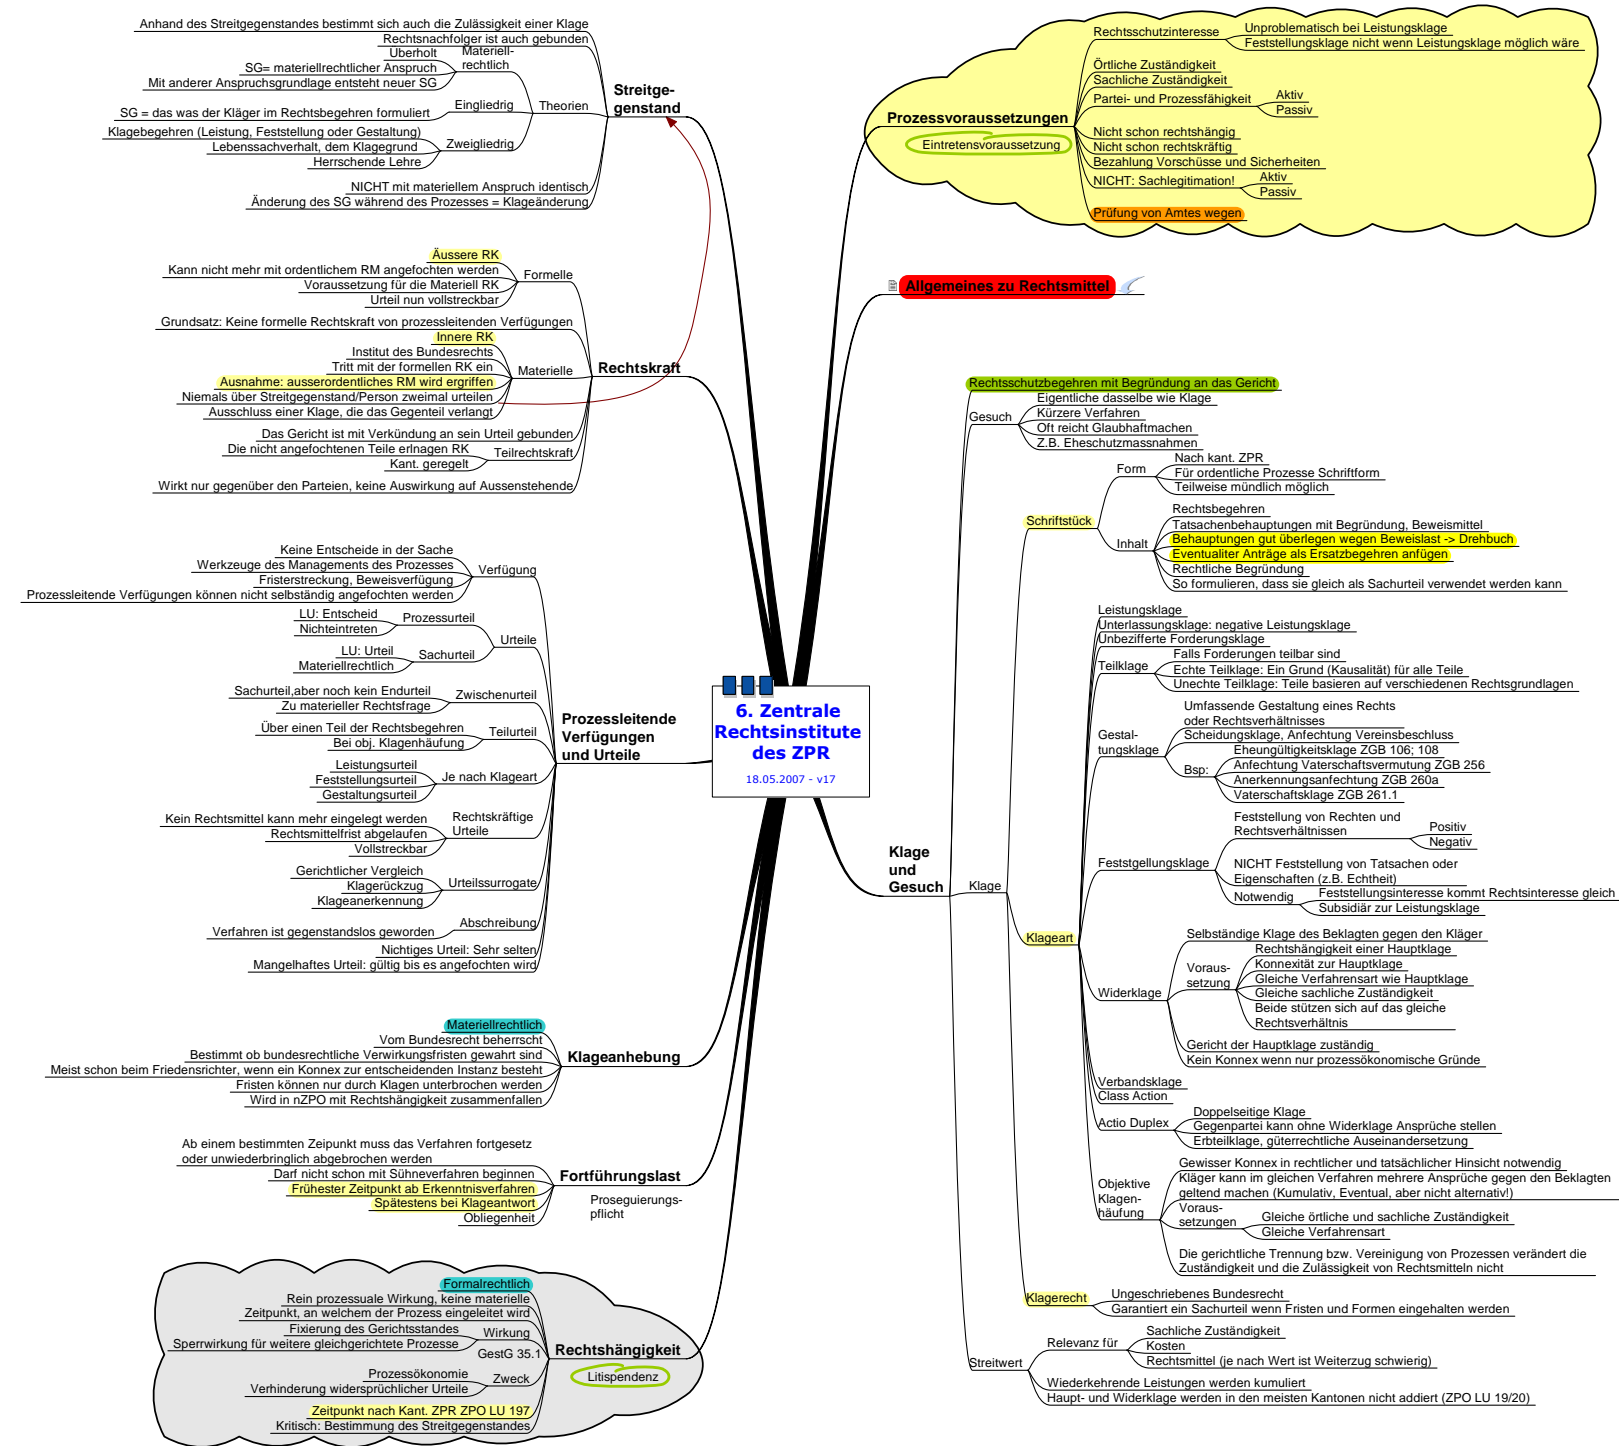 6. Zentrale
Rechtsinstitute
des ZPR
18.05.2007 - v17
Prozessvoraussetzungen
Eintretensvoraussetzung
Rechtsschutzinteresse
Unproblematisch bei Leistungsklage
Feststellungsklage nicht wenn Leistungsklage möglich wäre
Örtliche Zuständigkeit
Sachliche Zuständigkeit
Partei- und Prozessfähigkeit
Aktiv
Passiv
Nicht schon rechtshängig
Nicht schon rechtskräftig
Bezahlung Vorschüsse und Sicherheiten
NICHT: Sachlegitimation!
Aktiv
Passiv
Prüfung von Amtes wegen
Allgemeines zu Rechtsmittel
Klage
und
Gesuch
Rechtsschutzbegehren mit Begründung an das Gericht
Gesuch
Eigentliche dasselbe wie Klage
Kürzere Verfahren
Oft reicht Glaubhaftmachen
Z.B. Eheschutzmassnahmen
Klage
Schriftstück
Form
Nach kant. ZPR
Für ordentliche Prozesse Schriftform
Teilweise mündlich möglich
Inhalt
Rechtsbegehren
Tatsachenbehauptungen mit Begründung, Beweismittel
Behauptungen gut überlegen wegen Beweislast -> Drehbuch
Eventualiter Anträge als Ersatzbegehren anfügen
Rechtliche Begründung
So formulieren, dass sie gleich als Sachurteil verwendet werden kann
Klageart
Leistungsklage
Unterlassungsklage: negative Leistungsklage
Unbezifferte Forderungsklage
Teilklage
Falls Forderungen teilbar sind
Echte Teilklage: Ein Grund (Kausalität) für alle Teile
Unechte Teilklage: Teile basieren auf verschiedenen Rechtsgrundlagen
Gestal-
tungsklage
Umfassende Gestaltung eines Rechts
oder Rechtsverhältnisses
Scheidungsklage, Anfechtung Vereinsbeschluss
Bsp:
Eheungültigkeitsklage ZGB 106; 108
Anfechtung Vaterschaftsvermutung ZGB 256
Anerkennungsanfechtung ZGB 260a
Vaterschaftsklage ZGB 261.1
Feststgellungsklage
Feststellung von Rechten und
Rechtsverhältnissen
Positiv
Negativ
NICHT Feststellung von Tatsachen oder
Eigenschaften (z.B. Echtheit)
Notwendig
Feststellungsinteresse kommt Rechtsinteresse gleich
Subsidiär zur Leistungsklage
Widerklage
Selbständige Klage des Beklagten gegen den Kläger
Voraus-
setzung
Rechtshängigkeit einer Hauptklage
Konnexität zur Hauptklage
Gleiche Verfahrensart wie Hauptklage
Gleiche sachliche Zuständigkeit
Beide stützen sich auf das gleiche
Rechtsverhältnis
Gericht der Hauptklage zuständig
Kein Konnex wenn nur prozessökonomische Gründe
Verbandsklage
Class Action
Actio Duplex
Doppelseitige Klage
Gegenpartei kann ohne Widerklage Ansprüche stellen
Erbteilklage, güterrechtliche Auseinandersetzung
Objektive
Klagen-
häufung
Gewisser Konnex in rechtlicher und tatsächlicher Hinsicht notwendig
Kläger kann im gleichen Verfahren mehrere Ansprüche gegen den Beklagten
geltend machen (Kumulativ, Eventual, aber nicht alternativ!)
Voraus-
setzungen
Gleiche örtliche und sachliche Zuständigkeit
Gleiche Verfahrensart
Die gerichtliche Trennung bzw. Vereinigung von Prozessen verändert die
Zuständigkeit und die Zulässigkeit von Rechtsmitteln nicht
Klagerecht
Ungeschriebenes Bundesrecht
Garantiert ein Sachurteil wenn Fristen und Formen eingehalten werden
Streitwert
Relevanz für
Sachliche Zuständigkeit
Kosten
Rechtsmittel (je nach Wert ist Weiterzug schwierig)
Wiederkehrende Leistungen werden kumuliert
Haupt- und Widerklage werden in den meisten Kantonen nicht addiert (ZPO LU 19/20)
Streitge-
genstand
Anhand des Streitgegenstandes bestimmt sich auch die Zulässigkeit einer Klage
Rechtsnachfolger ist auch gebunden
Theorien
Materiell-
rechtlich
Überholt
SG= materiellrechtlicher Anspruch
Mit anderer Anspruchsgrundlage entsteht neuer SG
Eingliedrig
SG = das was der Kläger im Rechtsbegehren formuliert
Zweigliedrig
Klagebegehren (Leistung, Feststellung oder Gestaltung)
Lebenssachverhalt, dem Klagegrund
Herrschende Lehre
NICHT mit materiellem Anspruch identisch
Änderung des SG während des Prozesses = Klageänderung
Rechtskraft
Formelle
Äussere RK
Kann nicht mehr mit ordentlichem RM angefochten werden
Voraussetzung für die Materiell RK
Urteil nun vollstreckbar
Grundsatz: Keine formelle Rechtskraft von prozessleitenden Verfügungen
Materielle
Innere RK
Institut des Bundesrechts
Tritt mit der formellen RK ein
Ausnahme: ausserordentliches RM wird ergriffen
Niemals über Streitgegenstand/Person zweimal urteilen
Ausschluss einer Klage, die das Gegenteil verlangt
Das Gericht ist mit Verkündung an sein Urteil gebunden
Teilrechtskraft
Die nicht angefochtenen Teile erlnagen RK
Kant. geregelt
Wirkt nur gegenüber den Parteien, keine Auswirkung auf Aussenstehende
Prozessleitende
Verfügungen
und Urteile
Verfügung
Keine Entscheide in der Sache
Werkzeuge des Managements des Prozesses
Fristerstreckung, Beweisverfügung
Prozessleitende Verfügungen können nicht selbständig angefochten werden
Urteile
Prozessurteil
LU: Entscheid
Nichteintreten
Sachurteil
LU: Urteil
Materiellrechtlich
Zwischenurteil
Sachurteil,aber noch kein Endurteil
Zu materieller Rechtsfrage
Teilurteil
Über einen Teil der Rechtsbegehren
Bei obj. Klagenhäufung
Je nach Klageart
Leistungsurteil
Feststellungsurteil
Gestaltungsurteil
Rechtskräftige
Urteile
Kein Rechtsmittel kann mehr eingelegt werden
Rechtsmittelfrist abgelaufen
Vollstreckbar
Urteilssurrogate
Gerichtlicher Vergleich
Klagerückzug
Klageanerkennung
Abschreibung
Verfahren ist gegenstandslos geworden
Nichtiges Urteil: Sehr selten
Mangelhaftes Urteil: gültig bis es angefochten wird
Klageanhebung
Materiellrechtlich
Vom Bundesrecht beherrscht
Bestimmt ob bundesrechtliche Verwirkungsfristen gewahrt sind
Meist schon beim Friedensrichter, wenn ein Konnex zur entscheidenden Instanz besteht
Fristen können nur durch Klagen unterbrochen werden
Wird in nZPO mit Rechtshängigkeit zusammenfallen
Fortführungslast
Proseguierungs-
pflicht
Ab einem bestimmten Zeipunkt muss das Verfahren fortgesetz
oder unwiederbringlich abgebrochen werden
Darf nicht schon mit Sühneverfahren beginnen
Frühester Zeitpunkt ab Erkenntnisverfahren
Spätestens bei Klageantwort
Obliegenheit
Rechtshängigkeit
Litispendenz
Formalrechtlich
Rein prozessuale Wirkung, keine materielle
Zeitpunkt, an welchem der Prozess eingeleitet wird
Wirkung
Fixierung des Gerichtsstandes
Sperrwirkung für weitere gleichgerichtete Prozesse
GestG 35.1
Zweck
Prozessökonomie
Verhinderung widersprüchlicher Urteile
Zeitpunkt nach Kant. ZPR ZPO LU 197
Kritisch: Bestimmung des Streitgegenstandes